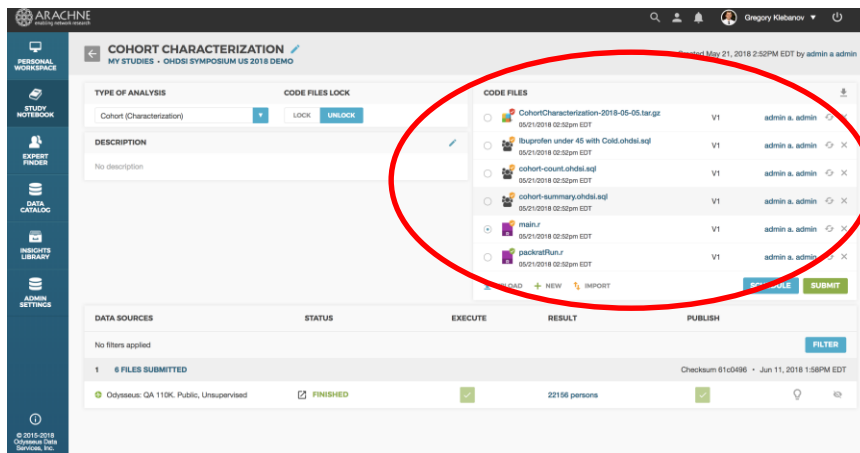 ARACHNE
enabling network research
Gregory Klebanov
PERSONAL
WORKSPACE
STUDY
NOTEBOOK
EXPERT
FINDER
DATA
CATALOG
INSIGHTS
LIBRARY
ADMIN
SETTINGS
© 2015-2018
Odysseus Data
Services, Inc.
COHORT CHARACTERIZATION
MY STUDIES • OHDSI SYMPOSIUM US 2018 DEMO
May 21, 2018 2:52PM EDT by admin a admin
TYPE OF ANALYSIS
CODE FILES LOCK
Cohort (Characterization)
LOCK UNLOCK
DESCRIPTION
No description
CODE FILES
CohortCharacterization-2018-05-05.tar.gz V1 admin a. admin
05/21/2018 02:52pm EDT
Ibuprofen under 45 with Cold.ohdsi.sql V1 admin a. admin
05/21/2018 02:52pm EDT
cohort-count.ohdsi.sql V1 admin a. admin
05/21/2018 02:52pm EDT
cohort-summary.ohdsi.sql V1 admin a. admin
05/21/2018 02:52pm EDT
main.r V1 admin a. admin
05/21/2018 02:52pm EDT
packratRun.r V1 admin a. admin
05/21/2018 02:52pm EDT
NEW IMPORT SUBMIT
DATA SOURCES STATUS EXECUTE RESULT PUBLISH
No filters applied FILTER
1 6 FILES SUBMITTED Checksum 61c0496 • Jun 11, 2018 1:58PM EDT
Odysseus: QA 110K. Public, Unsupervised FINISHED 22156 persons